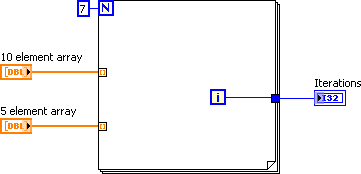 7 N
10 element array
DBL
i
Iterations
I32
5 element array
DBL